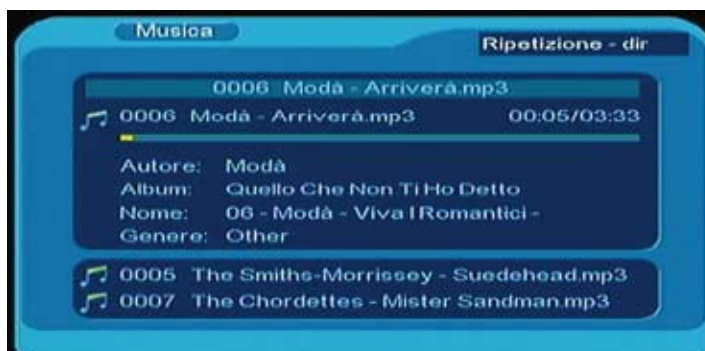 Musica
Ripetizione - dir
0006 Modà - Arriverà.mp3
0006 Modà - Arriverà.mp3 00:05/03:33
Autore: Modà
Album: Quello Che Non Ti Ho Detto
Nome: 06 - Modà - Viva I Romantici -
Genere: Other
0005 The Smiths-Morrissey - Suedehead.mp3
0007 The Chordettes - Mister Sandman.mp3